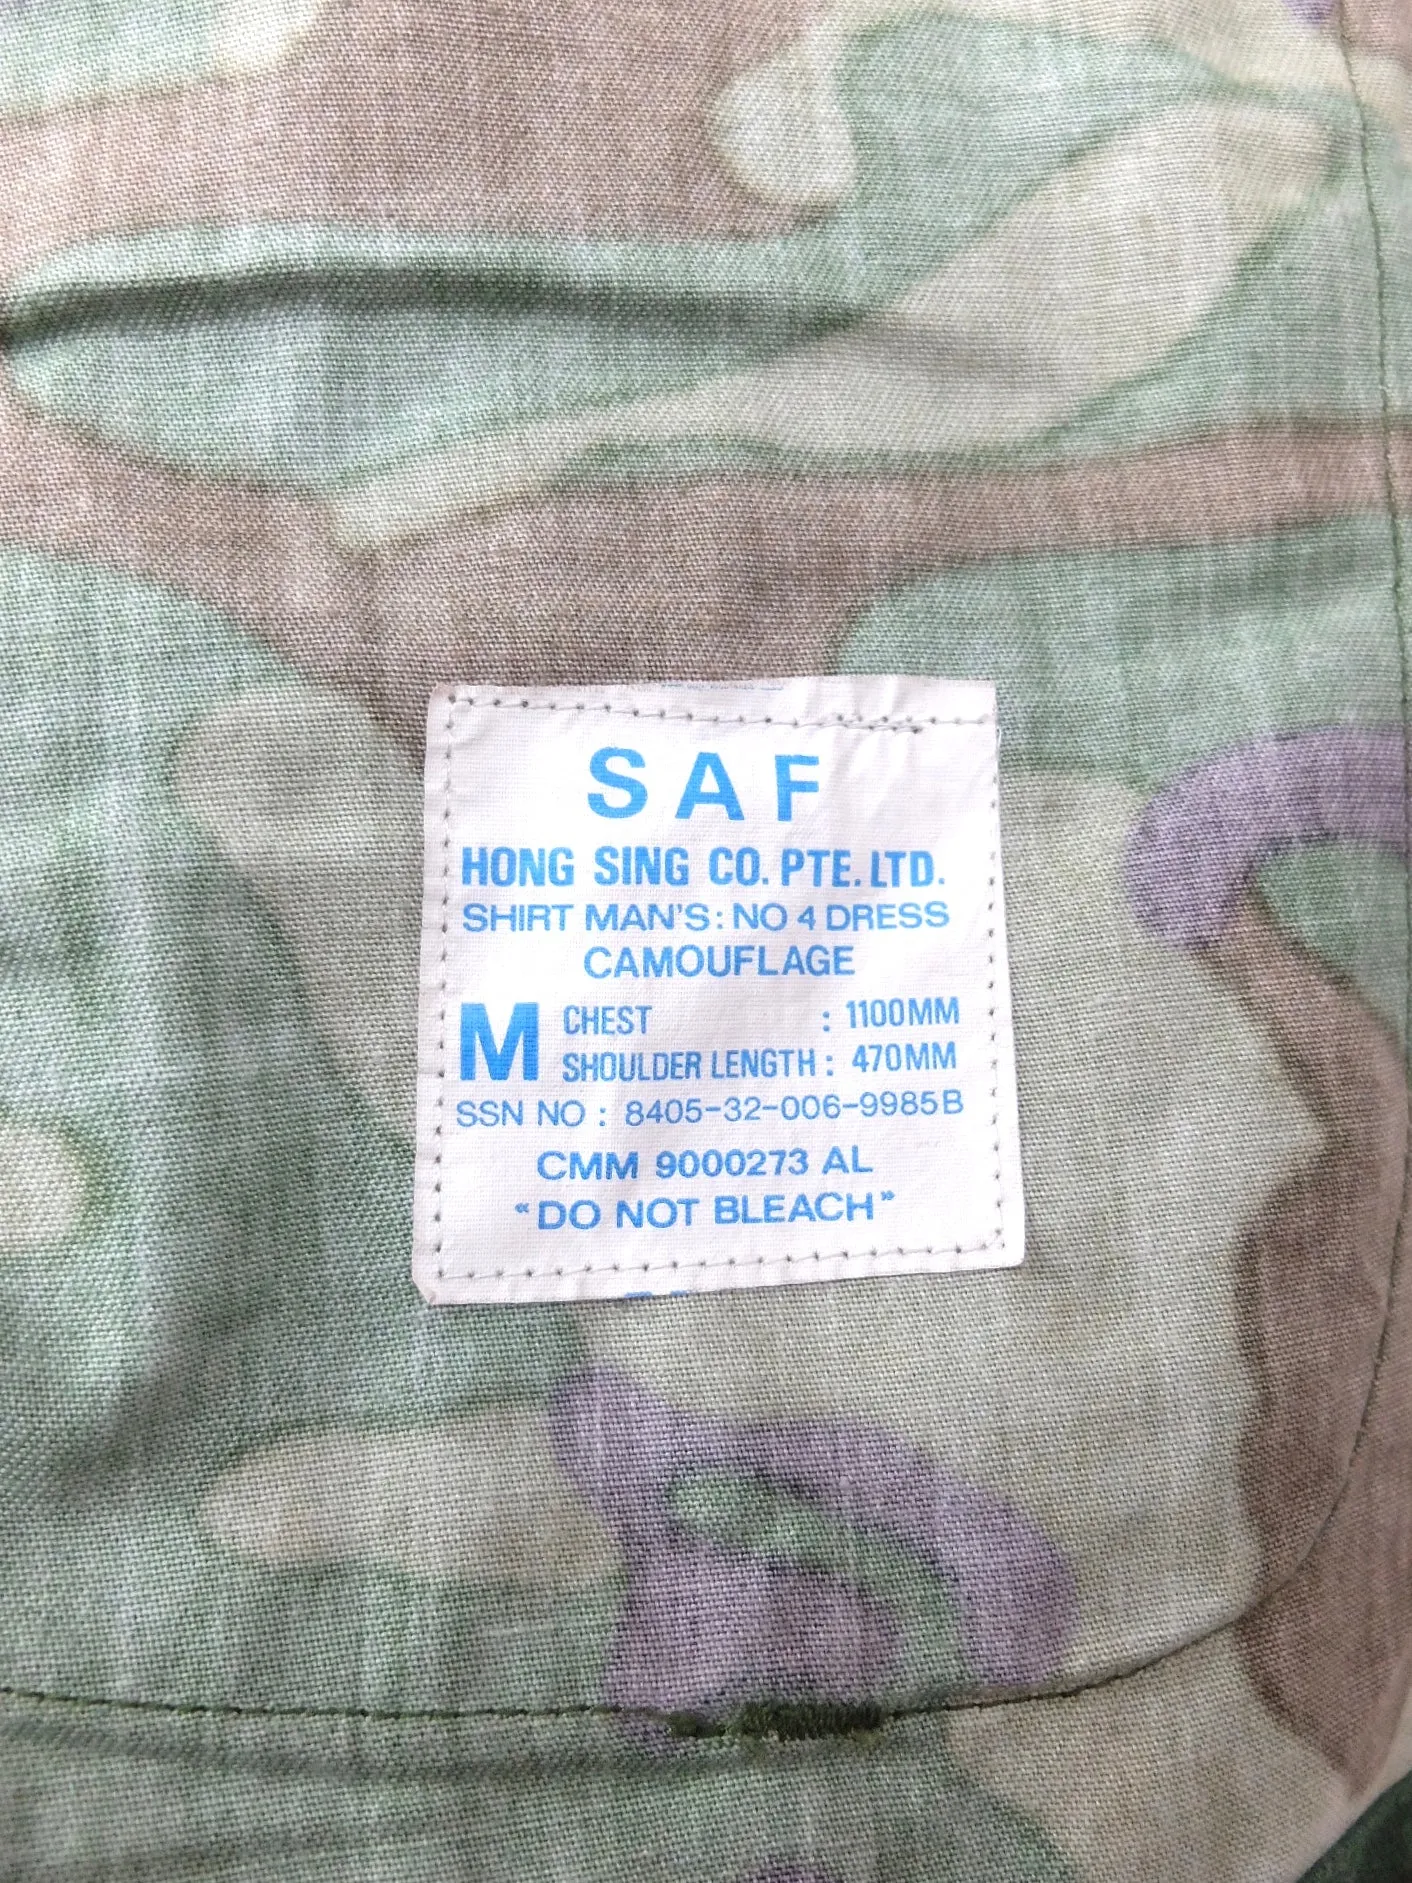 SAF
HONG SING CO. PTE. LTD.
SHIRT MAN'S: NO 4 DRESS
CAMOUFLAGE
M CHEST : 1100MM
SHOULDER LENGTH : 470MM
SSN NO : 8405-32-006-9985B
CMM 9000273 AL
"DO NOT BLEACH"